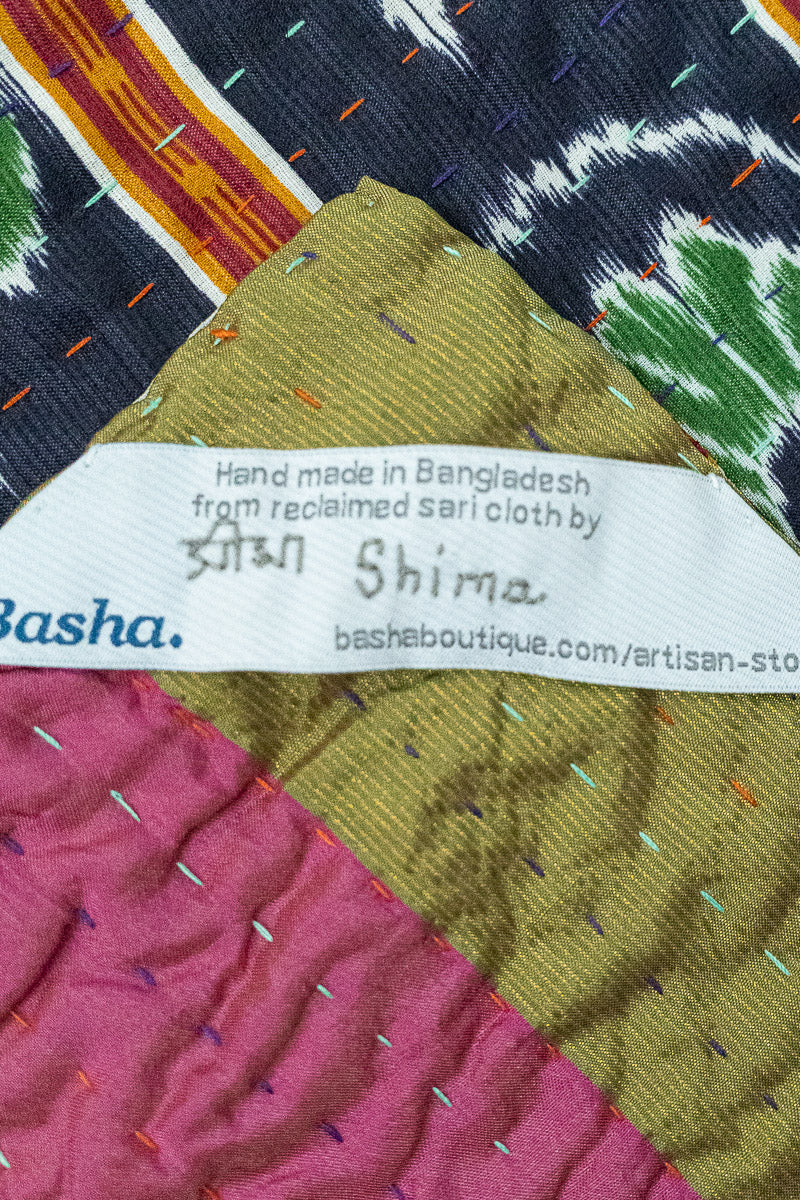 Hand made in Bangladesh
from reclaimed sari cloth by
সীমা Shima
Basha.
bashaboutique.com/artisan-sto